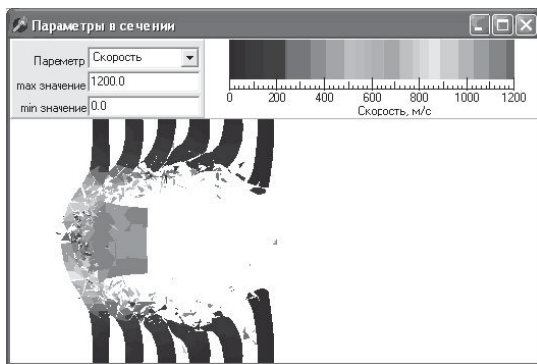 Параметры в сечении
Параметр Скорость
max значение 1200.0
min значение 0.0
0 200 400 600 800 1000 1200
Скорость, м/с